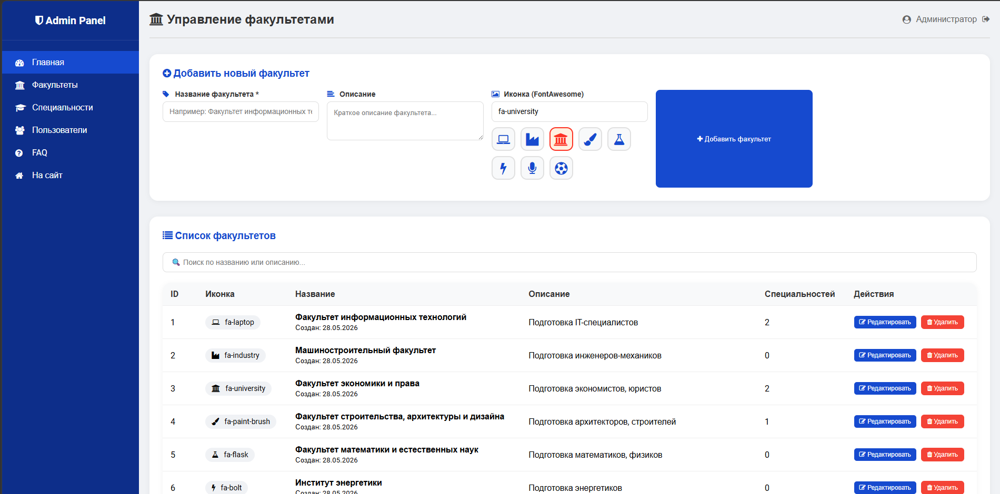 Admin Panel
Главная
Факультеты
Специальности
Пользователи
FAQ
На сайт
Управление факультетами
Администратор
Добавить новый факультет
Название факультета *
Например: Факультет информационных те
Описание
Краткое описание факультета...
Иконка (FontAwesome)
fa-university
Добавить факультет
Список факультетов
Поиск по названию или описанию...
ID Иконка Название Описание Специальностей Действия
1 fa-laptop Факультет информационных технологий Подготовка IT-специалистов 2 Редактировать Удалить
Создан: 28.05.2026
2 fa-industry Машиностроительный факультет Подготовка инженеров-механиков 0 Редактировать Удалить
Создан: 28.05.2026
3 fa-university Факультет экономики и права Подготовка экономистов, юристов 2 Редактировать Удалить
Создан: 28.05.2026
4 fa-paint-brush Факультет строительства, архитектуры и дизайна Подготовка архитекторов, строителей 1 Редактировать Удалить
Создан: 28.05.2026
5 fa-flask Факультет математики и естественных наук Подготовка математиков, физиков 0 Редактировать Удалить
Создан: 28.05.2026
6 fa-bolt Институт энергетики Подготовка энергетиков 0 Редактировать Удалить
Создан: 28.05.2026